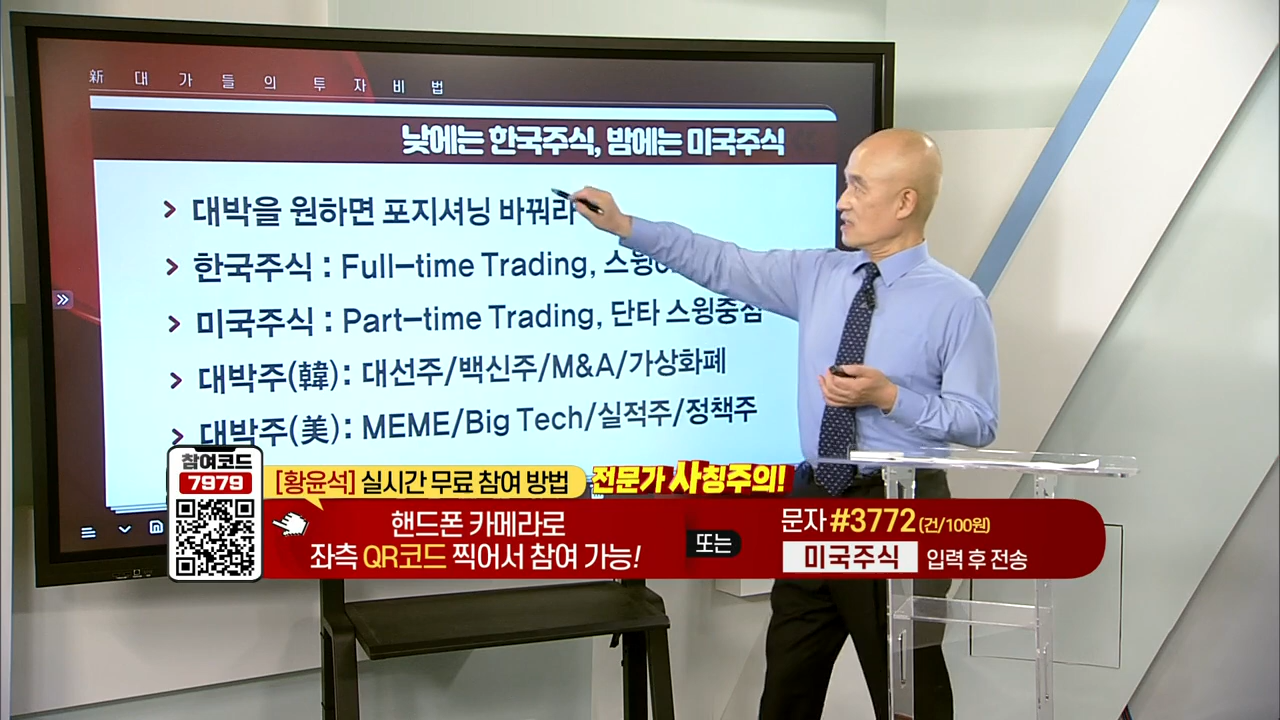 新 대 가 들 의 투 자 비 법
낮에는 한국주식, 밤에는 미국주식
대박을 원하면 포지셔닝 바꿔라
한국주식 : Full-time Trading, 스윙
미국주식 : Part-time Trading, 단타 스윙중심
대박주(韓) : 대선주/백신주/M&A/가상화폐
대박주(美) : MEME/Big Tech/실적주/정책주
참여코드
7979
[황윤석] 실시간 무료 참여 방법
전문가 사칭주의!
핸드폰 카메라로
좌측 QR코드 찍어서 참여 가능!
또는
문자 #3772 (건/100원)
미국주식 입력 후 전송